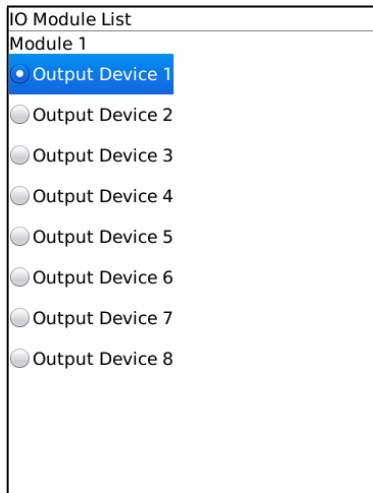 IO Module List
Module 1
Output Device 1
Output Device 2
Output Device 3
Output Device 4
Output Device 5
Output Device 6
Output Device 7
Output Device 8